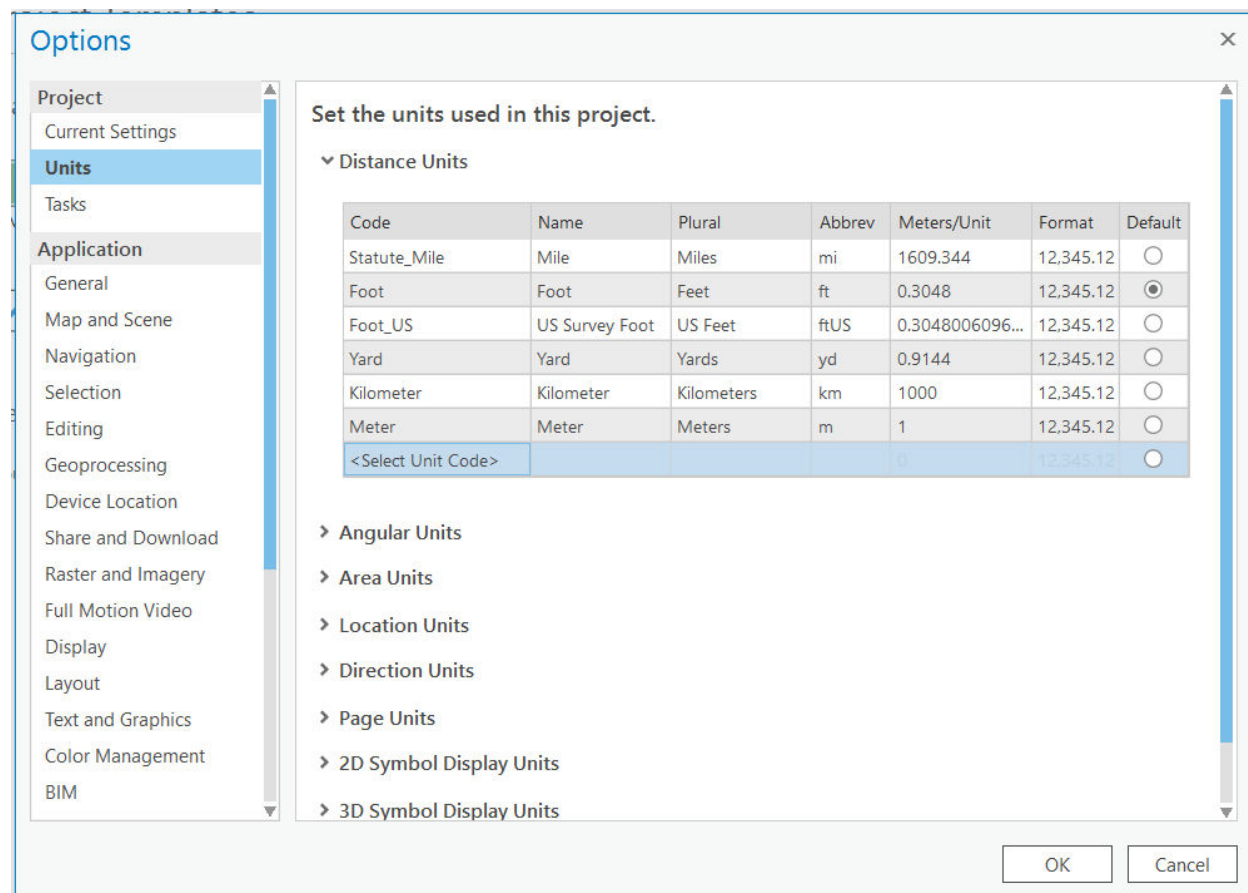 Options
Project
Current Settings
Units
Tasks
Application
General
Map and Scene
Navigation
Selection
Editing
Geoprocessing
Device Location
Share and Download
Raster and Imagery
Full Motion Video
Display
Layout
Text and Graphics
Color Management
BIM
Set the units used in this project.
Distance Units
Code Name Plural Abbrev Meters/Unit Format Default
Statute_Mile Mile Miles mi 1609.344 12,345.12
Foot Foot Feet ft 0.3048 12,345.12
Foot_US US Survey Foot US Feet ftUS 0.3048006096... 12,345.12
Yard Yard Yards yd 0.9144 12,345.12
Kilometer Kilometer Kilometers km 1000 12,345.12
Meter Meter Meters m 1 12,345.12
<Select Unit Code> 0 12,345.12
Angular Units
Area Units
Location Units
Direction Units
Page Units
2D Symbol Display Units
3D Symbol Display Units
OK Cancel